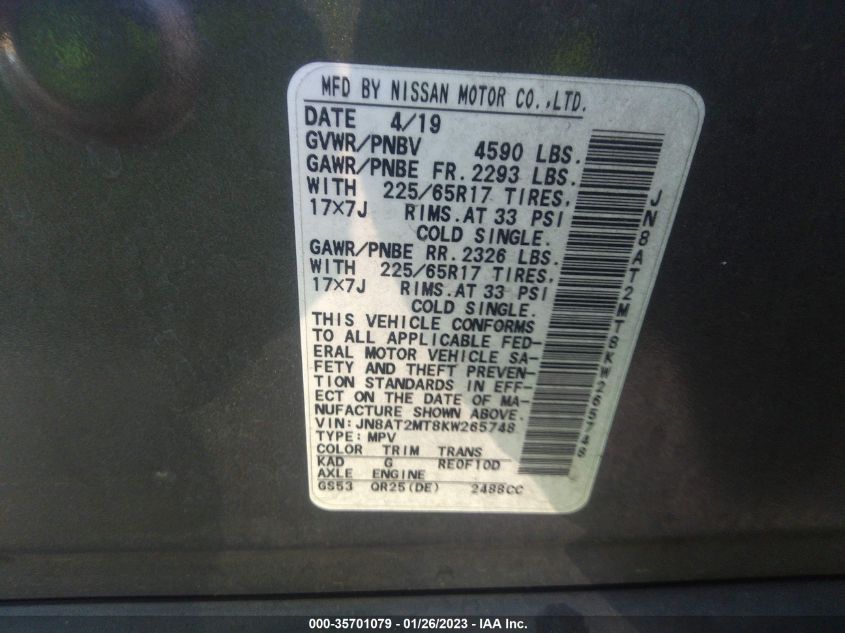 MFD BY NISSAN MOTOR CO.,LTD.
DATE 4/19
GVWR/PNBV 4590 LBS.
GAWR/PNBE FR. 2293 LBS.
WITH 225/65R17 TIRES,
17×7J RIMS.AT 33 PSI
COLD SINGLE.
GAWR/PNBE RR. 2326 LBS.
WITH 225/65R17 TIRES,
17×7J RIMS.AT 33 PSI
COLD SINGLE.
THIS VEHICLE CONFORMS
TO ALL APPLICABLE FED-
ERAL MOTOR VEHICLE SA-
FETY AND THEFT PREVEN-
TION STANDARDS IN EFF-
ECT ON THE DATE OF MA-
NUFACTURE SHOWN ABOVE.
VIN:JN8AT2MT8KW265748
TYPE:MPV
COLOR TRIM TRANS
KAD G RE0F10D
AXLE ENGINE
GS53 QR25(DE) 2488CC
JN8AT2MT8KW265748
000-35701079 / 01/26/2023 - IAA Inc.